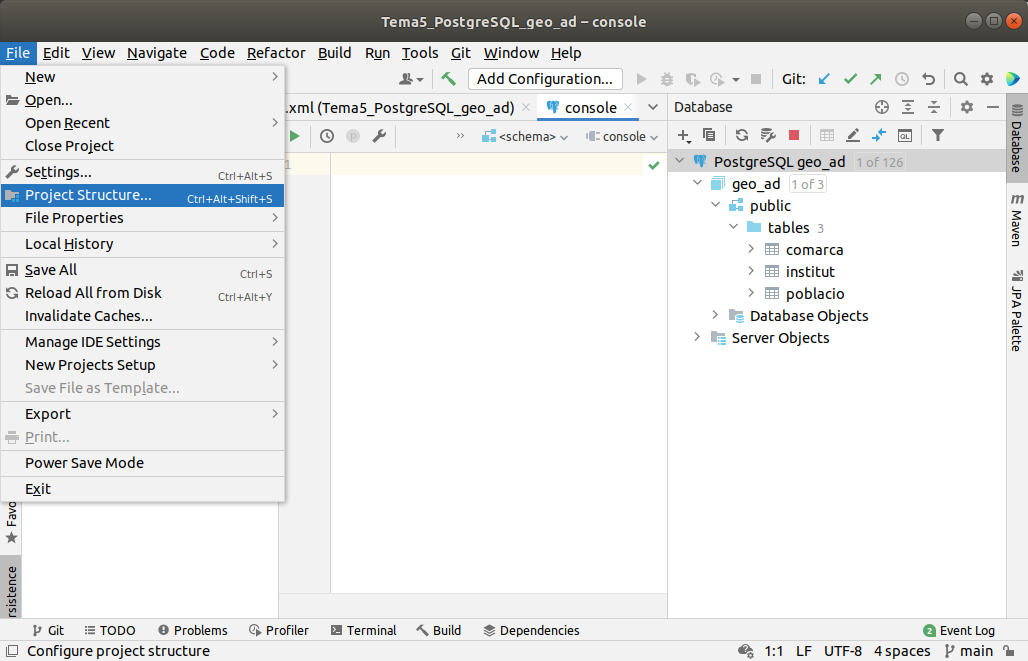 Tema5_PostgreSQL_geo_ad – console
File Edit View Navigate Code Refactor Build Run Tools Git Window Help
New
Open...
Open Recent
Close Project
Settings... Ctrl+Alt+S
Project Structure... Ctrl+Alt+Shift+S
File Properties
Local History
Save All Ctrl+S
Reload All from Disk Ctrl+Alt+Y
Invalidate Caches...
Manage IDE Settings
New Projects Setup
Save File as Template...
Export
Print...
Power Save Mode
Exit
Add Configuration... Git:
.xml (Tema5_PostgreSQL_geo_ad) console
<schema> console
1
Database
PostgreSQL geo_ad 1 of 126
geo_ad 1 of 3
public
tables 3
comarca
institut
poblacio
Database Objects
Server Objects
QL
Database
m Maven
JPA Palette
Favo
rsistence
Git TODO Problems Profiler Terminal Build Dependencies 2 Event Log
Configure project structure 1:1 LF UTF-8 4 spaces main